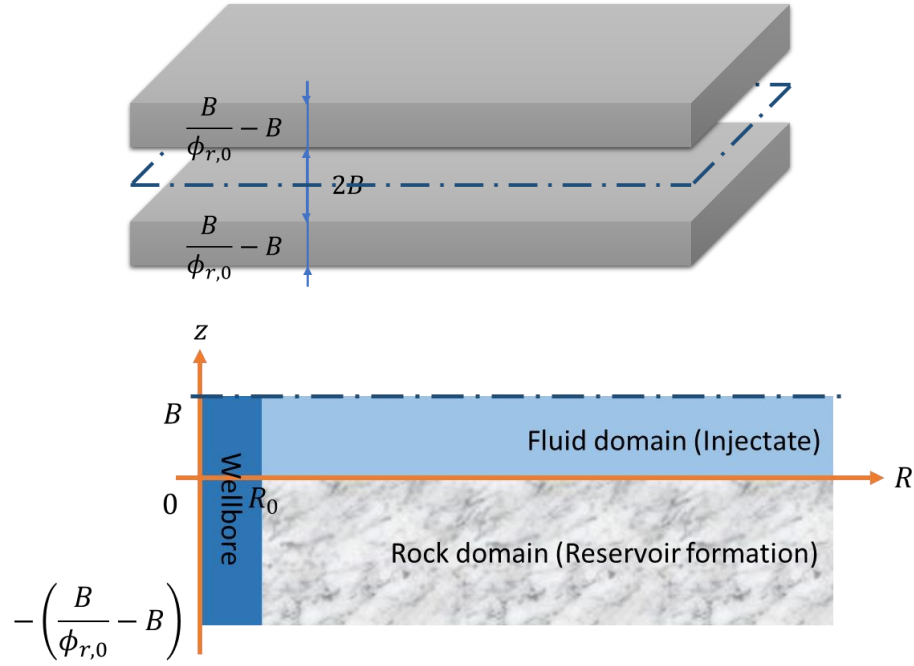 B/ϕ_{r,0} − B
2B
B/ϕ_{r,0} − B
z
B
Fluid domain (Injectate)
Wellbore
0
R_0
R
Rock domain (Reservoir formation)
−(B/ϕ_{r,0} − B)